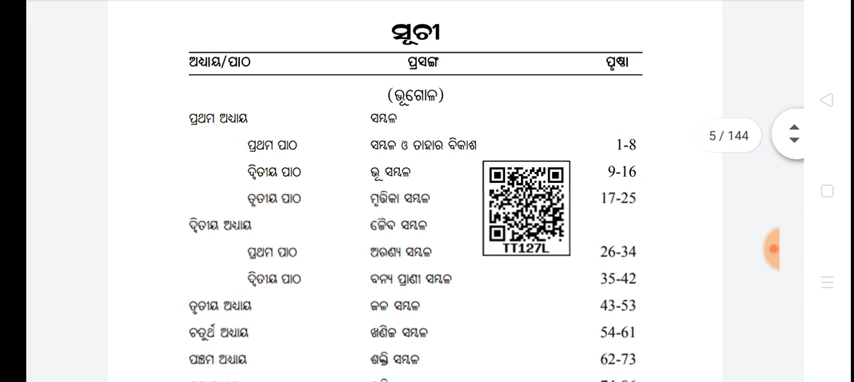 ସୂଚୀ
ଅଧ୍ୟାୟ/ପାଠ ପ୍ରସଙ୍ଗ ପୃଷ୍ଠା
(ଭୂଗୋଳ)
ପ୍ରଥମ ଅଧ୍ୟାୟ ସମ୍ବଳ
ପ୍ରଥମ ପାଠ ସମ୍ବଳ ଓ ତାହାର ବିକାଶ 1-8
5 / 144
ଦ୍ୱିତୀୟ ପାଠ ଭୂ ସମ୍ବଳ 9-16
ତୃତୀୟ ପାଠ ମୃତ୍ତିକା ସମ୍ବଳ 17-25
ଦ୍ୱିତୀୟ ଅଧ୍ୟାୟ ଜୈବ ସମ୍ବଳ
TT127L
ପ୍ରଥମ ପାଠ ଅରଣ୍ୟ ସମ୍ବଳ 26-34
ଦ୍ୱିତୀୟ ପାଠ ବନ୍ୟ ପ୍ରାଣୀ ସମ୍ବଳ 35-42
ତୃତୀୟ ଅଧ୍ୟାୟ ଜଳ ସମ୍ବଳ 43-53
ଚତୁର୍ଥ ଅଧ୍ୟାୟ ଖଣିଜ ସମ୍ବଳ 54-61
ପଞ୍ଚମ ଅଧ୍ୟାୟ ଶକ୍ତି ସମ୍ବଳ 62-73